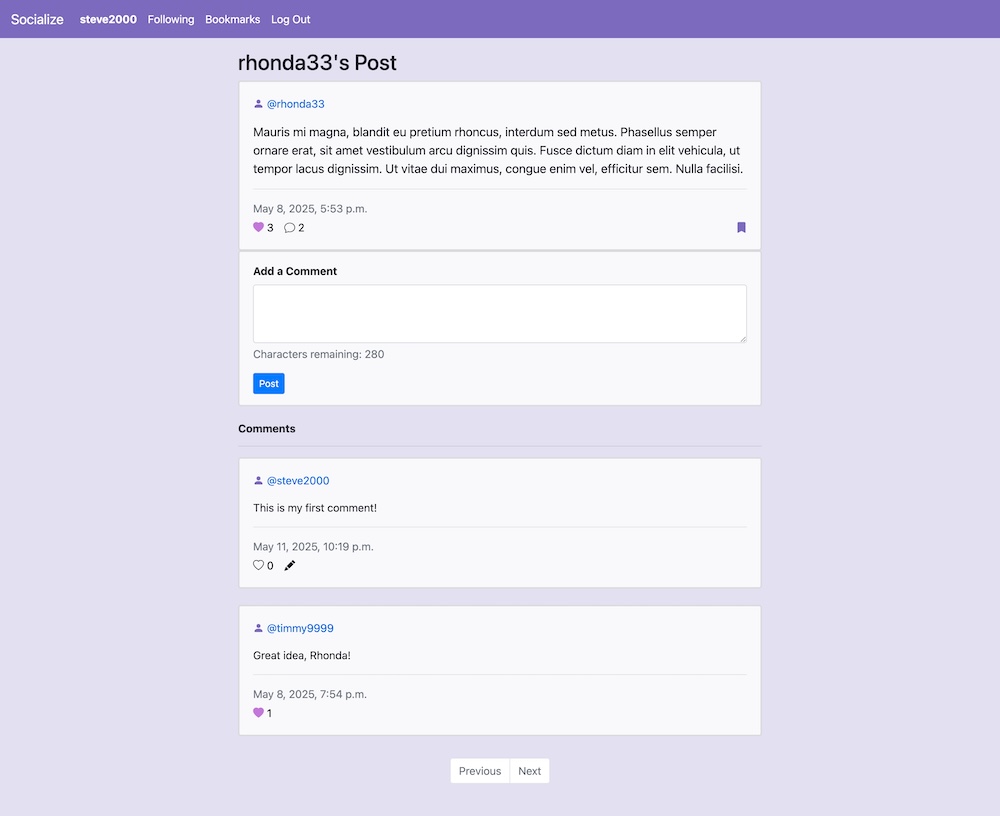 Socialize steve2000 Following Bookmarks Log Out
rhonda33's Post
@rhonda33
Mauris mi magna, blandit eu pretium rhoncus, interdum sed metus. Phasellus semper
ornare erat, sit amet vestibulum arcu dignissim quis. Fusce dictum diam in elit vehicula, ut
tempor lacus dignissim. Ut vitae dui maximus, congue enim vel, efficitur sem. Nulla facilisi.
May 8, 2025, 5:53 p.m.
3 2
Add a Comment
Characters remaining: 280
Post
Comments
@steve2000
This is my first comment!
May 11, 2025, 10:19 p.m.
0
@timmy9999
Great idea, Rhonda!
May 8, 2025, 7:54 p.m.
1
Previous Next